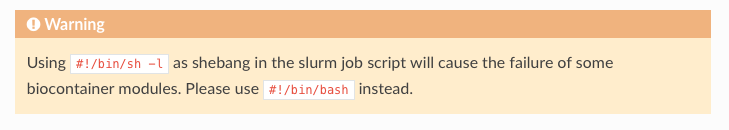 Warning
Using #!/bin/sh -l as shebang in the slurm job script will cause the failure of some
biocontainer modules. Please use #!/bin/bash instead.